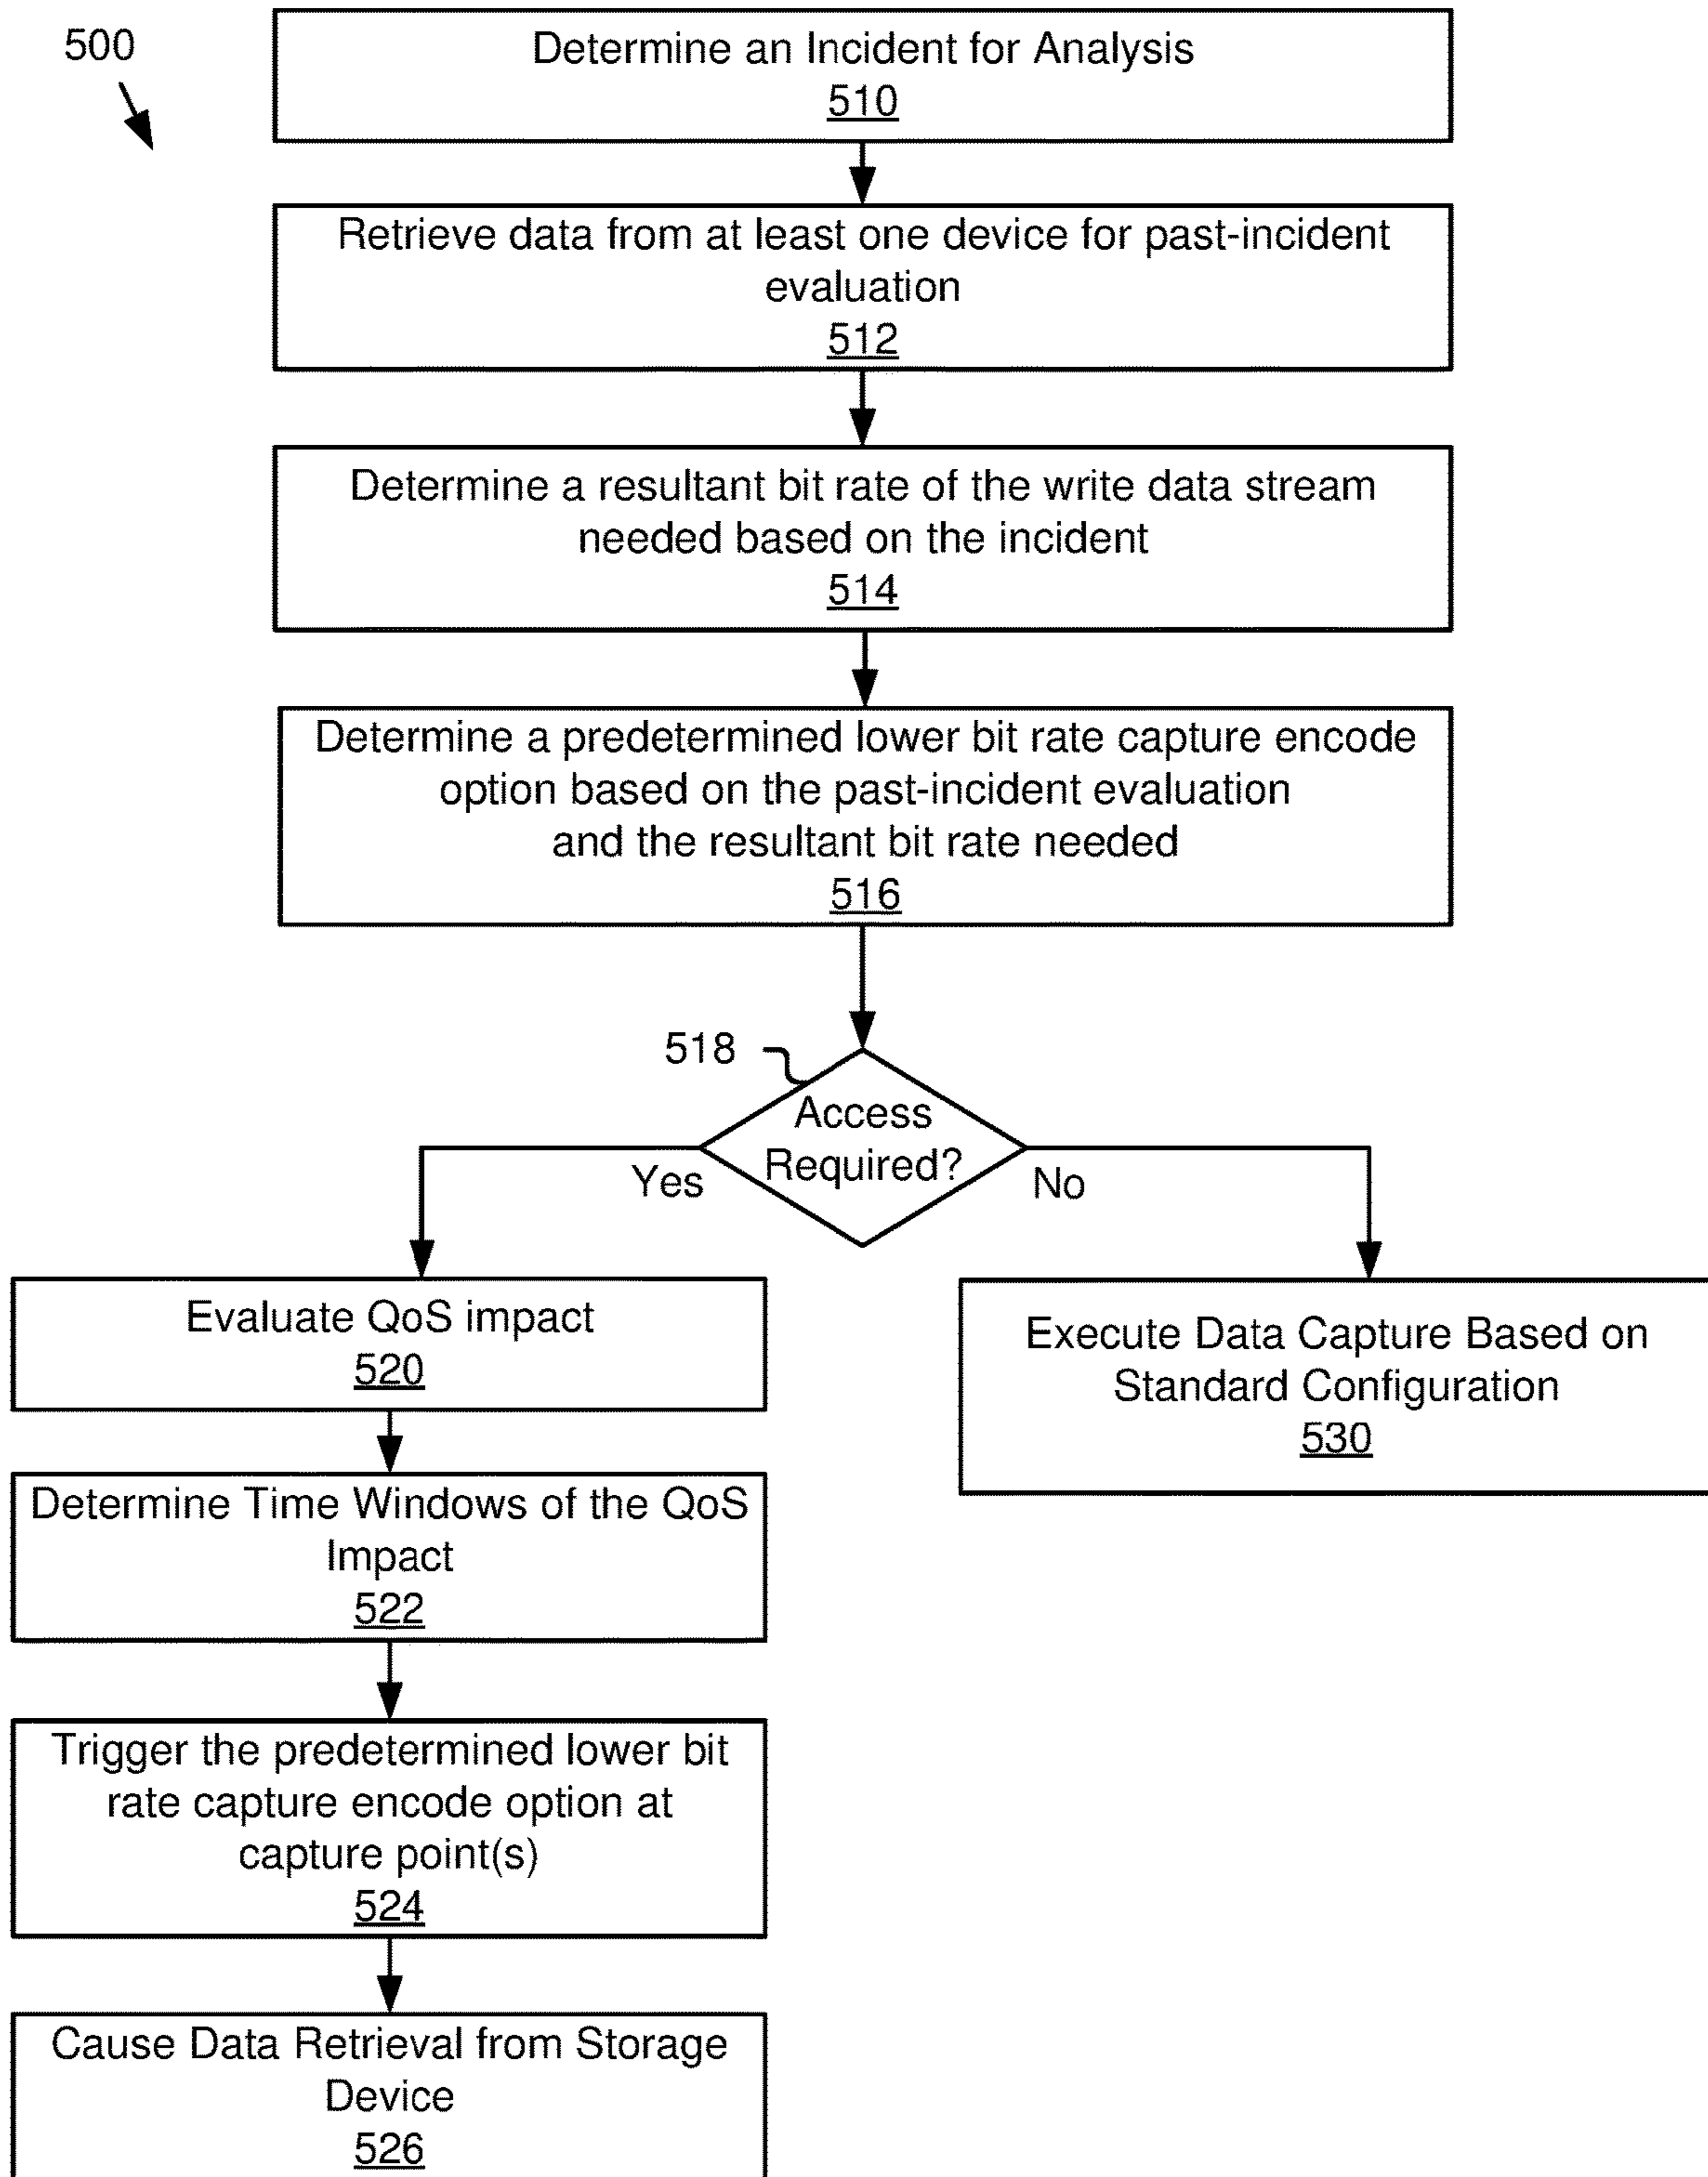 500
Determine an Incident for Analysis
510
Retrieve data from at least one device for past-incident
evaluation
512
Determine a resultant bit rate of the write data stream
needed based on the incident
514
Determine a predetermined lower bit rate capture encode
option based on the past-incident evaluation
and the resultant bit rate needed
516
518
Access
Required?
Yes
No
Evaluate QoS impact
520
Determine Time Windows of the QoS
Impact
522
Trigger the predetermined lower bit
rate capture encode option at
capture point(s)
524
Cause Data Retrieval from Storage
Device
526
Execute Data Capture Based on
Standard Configuration
530